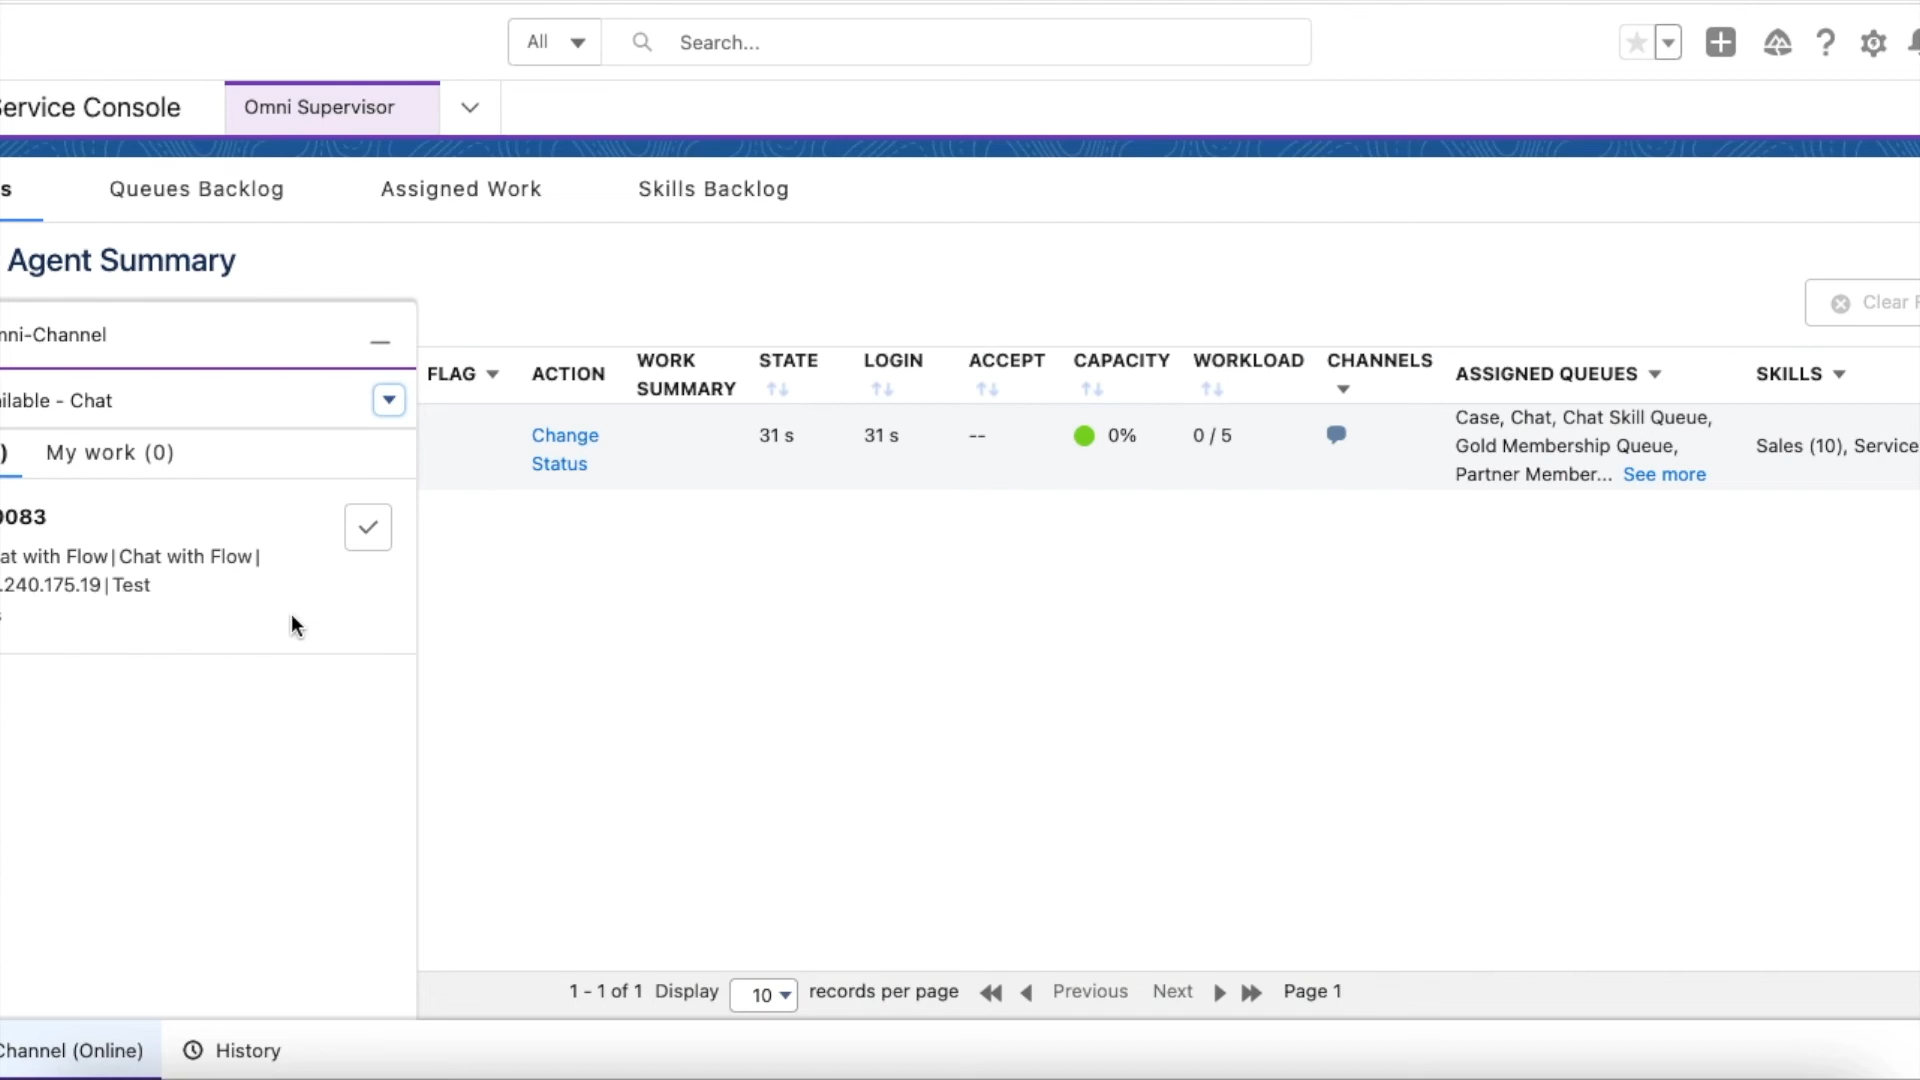 All
Search...
ervice Console
Omni Supervisor
s
Queues Backlog
Assigned Work
Skills Backlog
Agent Summary
Clear F
mni-Channel
ilable - Chat
) My work (0)
0083
at with Flow|Chat with Flow|
.240.175.19|Test
FLAG
ACTION
WORK SUMMARY
STATE
LOGIN
ACCEPT
CAPACITY
WORKLOAD
CHANNELS
ASSIGNED QUEUES
SKILLS
Change
Status
31 s
31 s
--
0%
0 / 5
Case, Chat, Chat Skill Queue,
Gold Membership Queue,
Partner Member... See more
Sales (10), Service
1 - 1 of 1 Display 10 records per page Previous Next Page 1
Channel (Online)
History